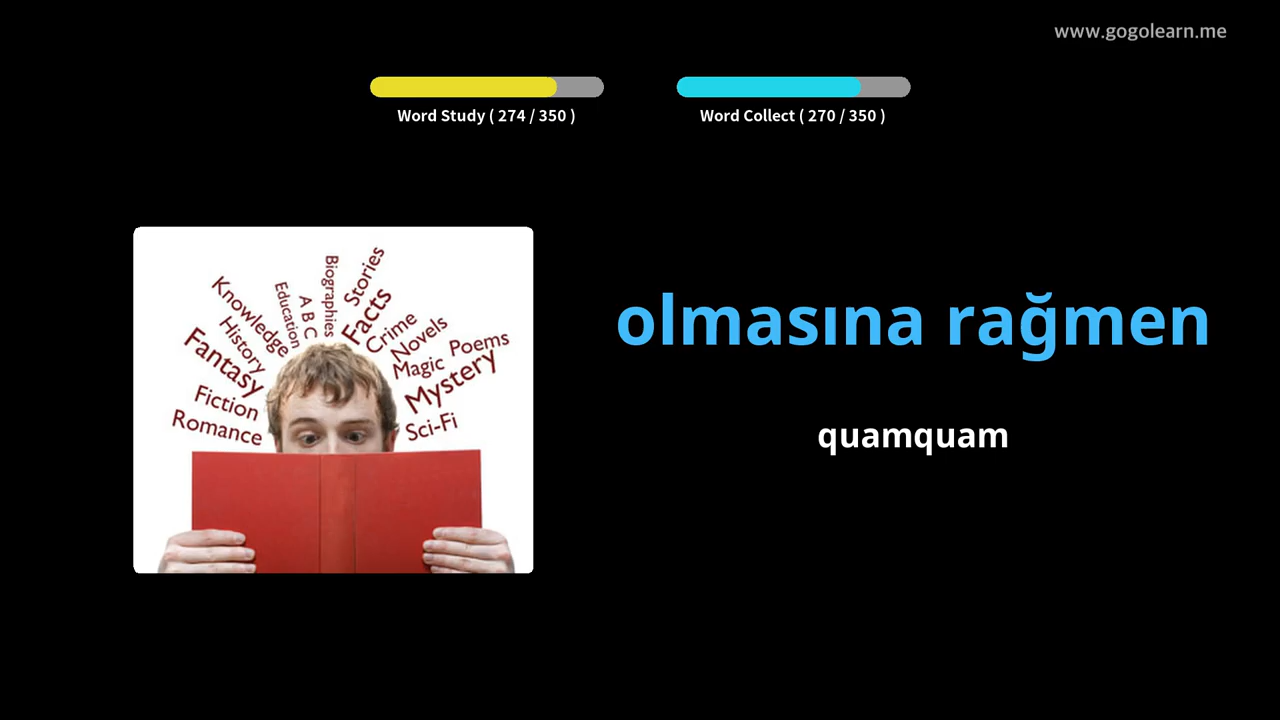 www.gogolearn.me
Word Study ( 274 / 350 )
Word Collect ( 270 / 350 )
Knowledge
Education
A B C
Biographies
Stories
Facts
History
Crime
Novels
Fantasy
Magic
Poems
Mystery
Fiction
Romance
Sci-Fi
olmasına rağmen
quamquam